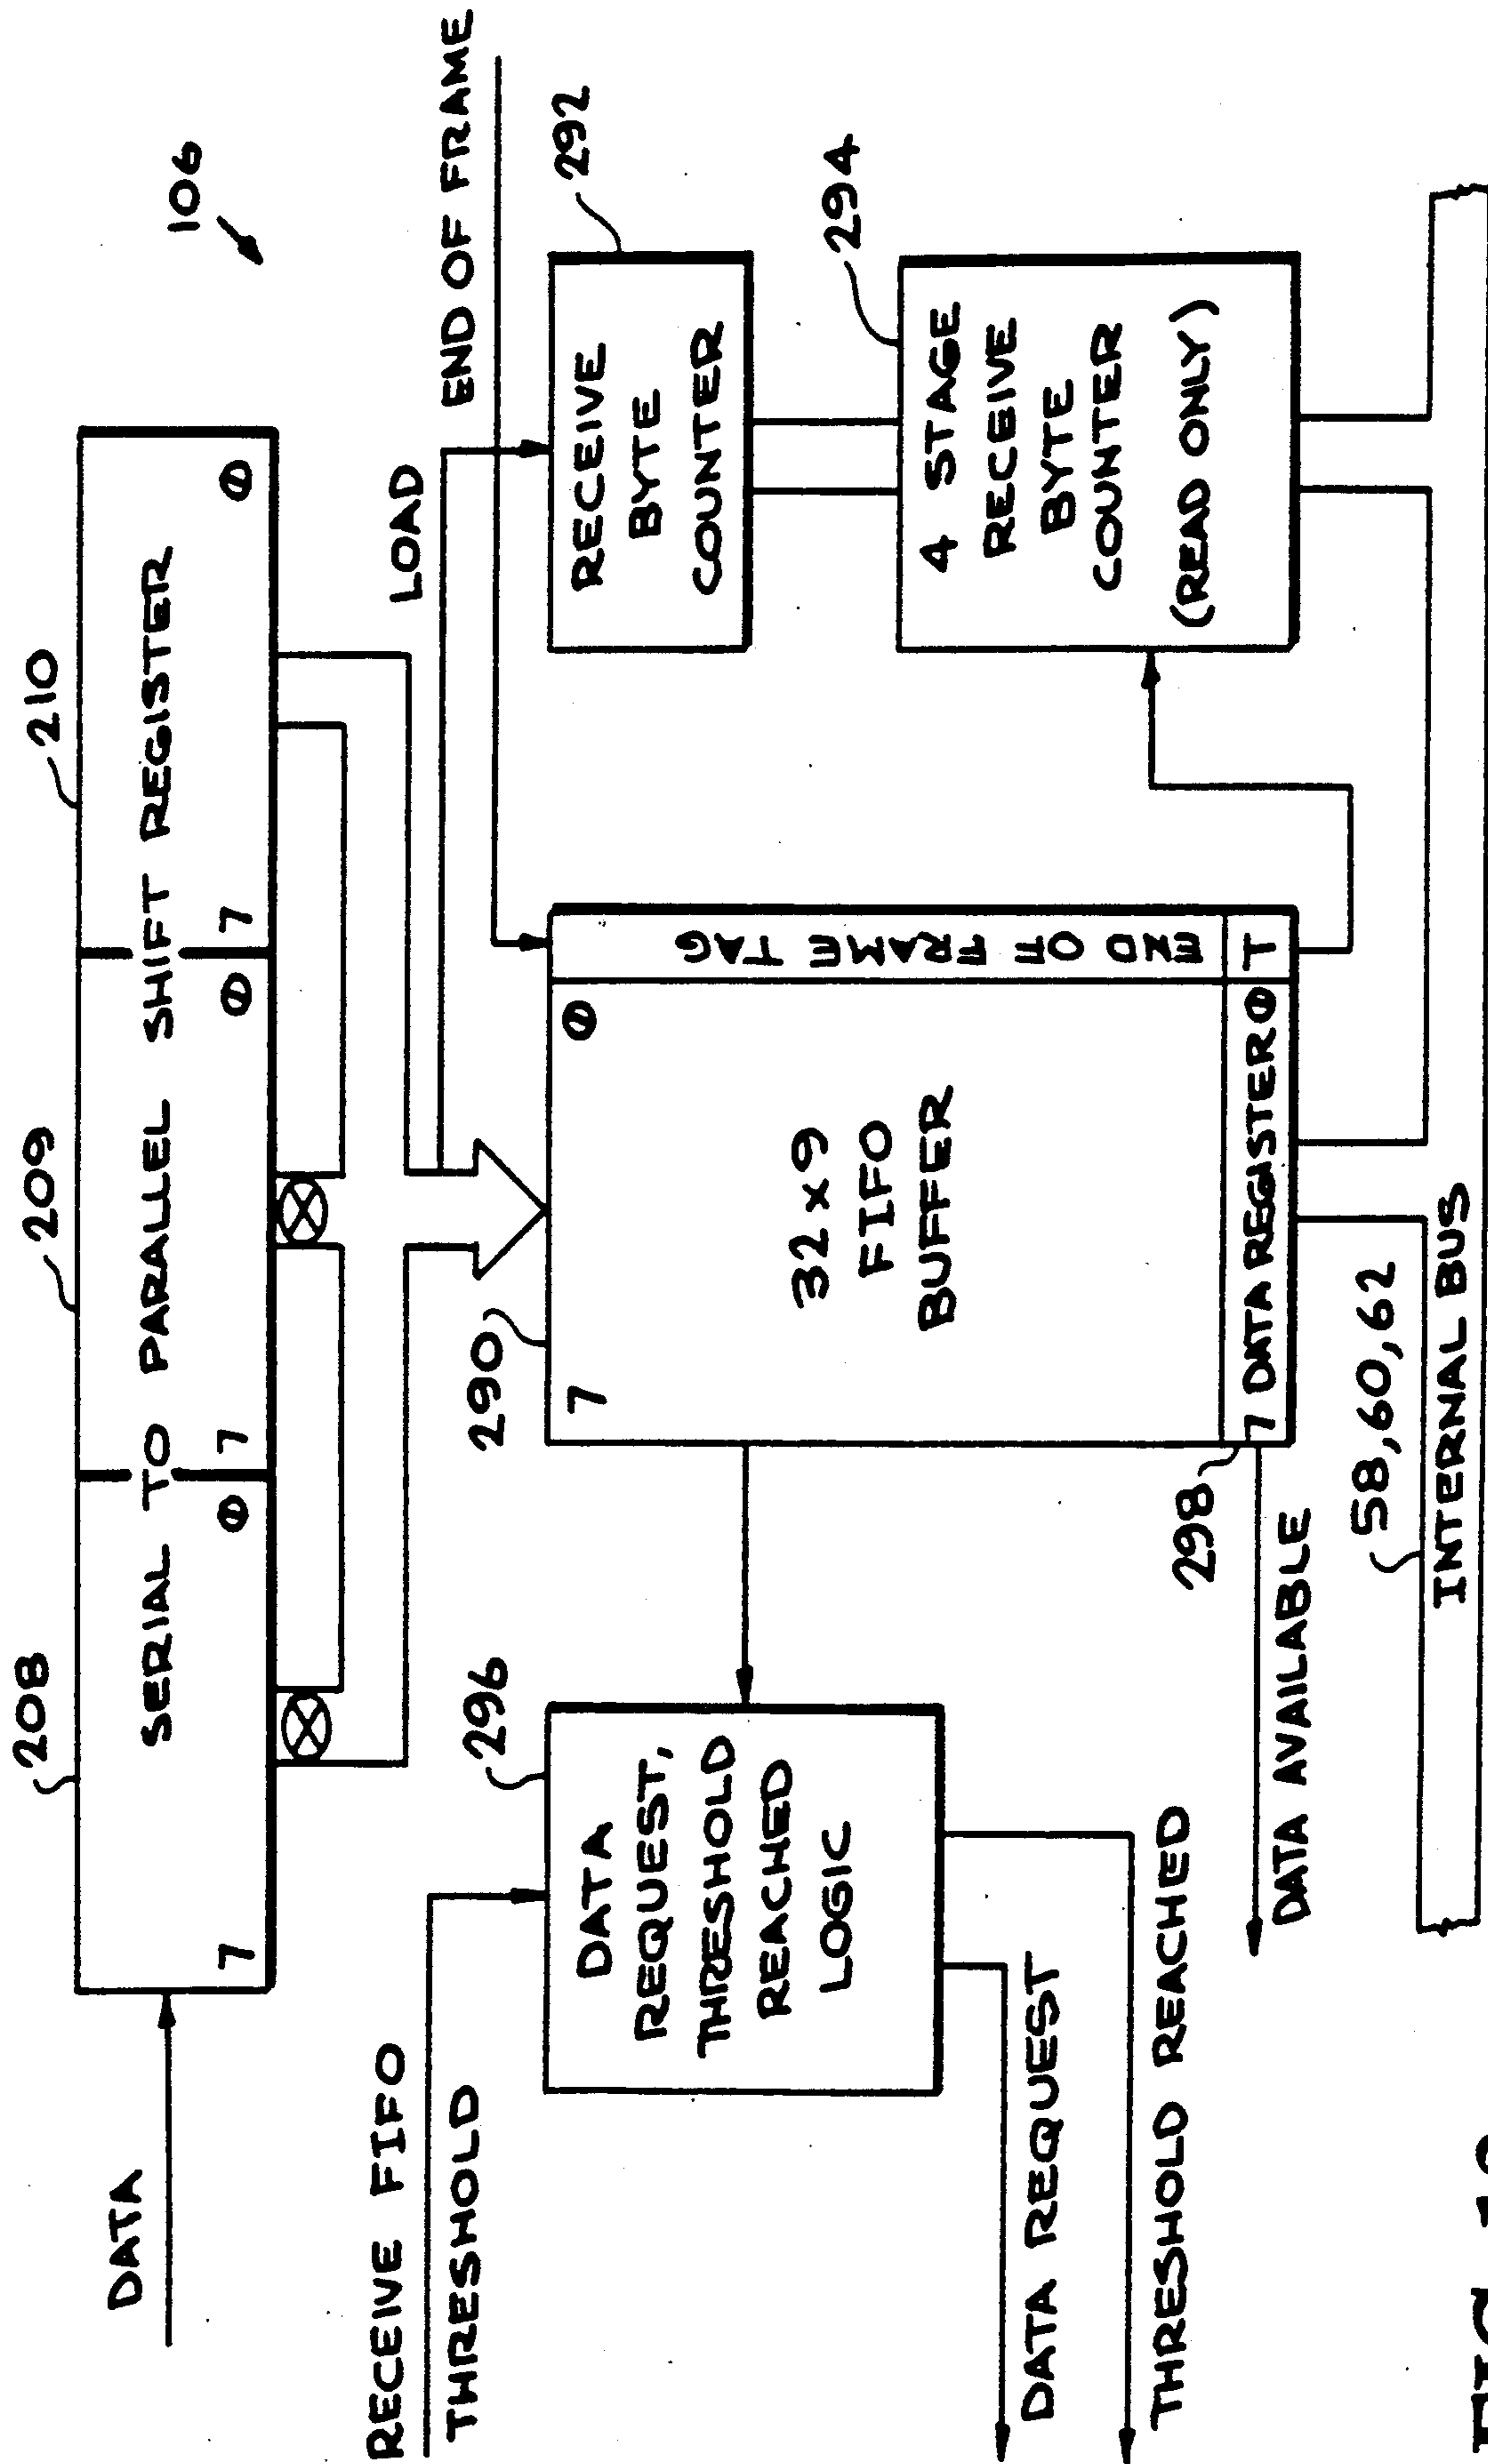 106
208
209
210
SERIAL TO PARALLEL SHIFT REGISTER
7
0
7
0
7
0
DATA
LOAD
END OF FRAME
RECEIVE FIFO
THRESHOLD
296
DATA
REQUEST,
THRESHOLD
REACHED
LOGIC
DATA REQUEST
THRESHOLD REACHED
290
7
0
32 x 9
FIFO
BUFFER
END OF FRAME TAG
298
7 DATA REGISTER 0
T
DATA AVAILABLE
292
RECEIVE
BYTE
COUNTER
294
4 STAGE
RECEIVE
BYTE
COUNTER
(READ ONLY)
58, 60, 62
INTERNAL BUS